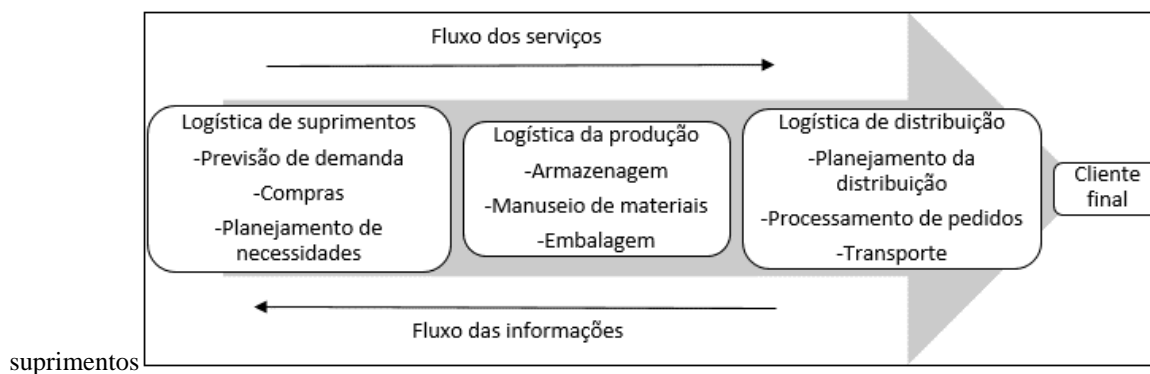 Fluxo dos serviços
Logística de suprimentos
-Previsão de demanda
-Compras
-Planejamento de
necessidades
Logística da produção
-Armazenagem
-Manuseio de materiais
-Embalagem
Logística de distribuição
-Planejamento da
distribuição
-Processamento de pedidos
-Transporte
Cliente
final
Fluxo das informações
suprimentos